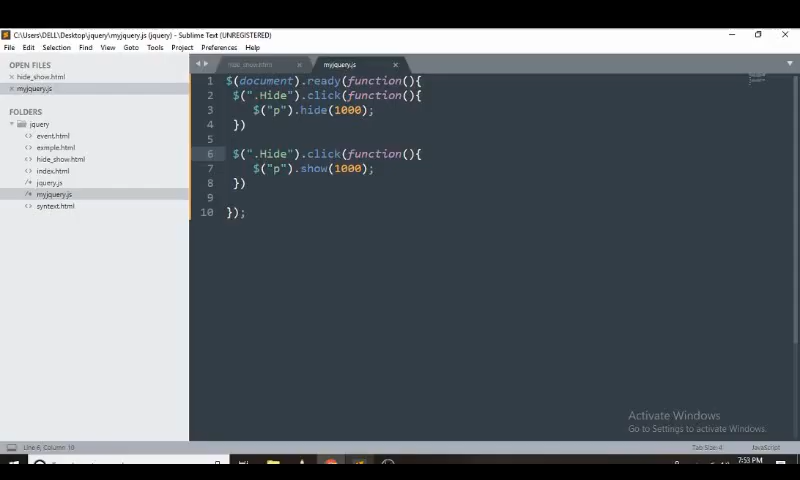 C:\Users\DELL\Desktop\jquery\myjquery.js (jquery) - Sublime Text (UNREGISTERED)
File Edit Selection Find View Goto Tools Project Preferences Help
OPEN FILES
hide_show.html
myjquery.js
FOLDERS
jquery
event.html
exmple.html
hide_show.html
index.html
jquery.js
myjquery.js
syntext.html
hide_show.html
myjquery.js
1 $(document).ready(function(){
2 $(".Hide").click(function(){
3 $("p").hide(1000);
4 })
5
6 $(".Hide").click(function(){
7 $("p").show(1000);
8 })
9
10 });
Activate Windows
Go to Settings to activate Windows.
Line 6, Column 10
Tab Size: 4
JavaScript
7:53 PM